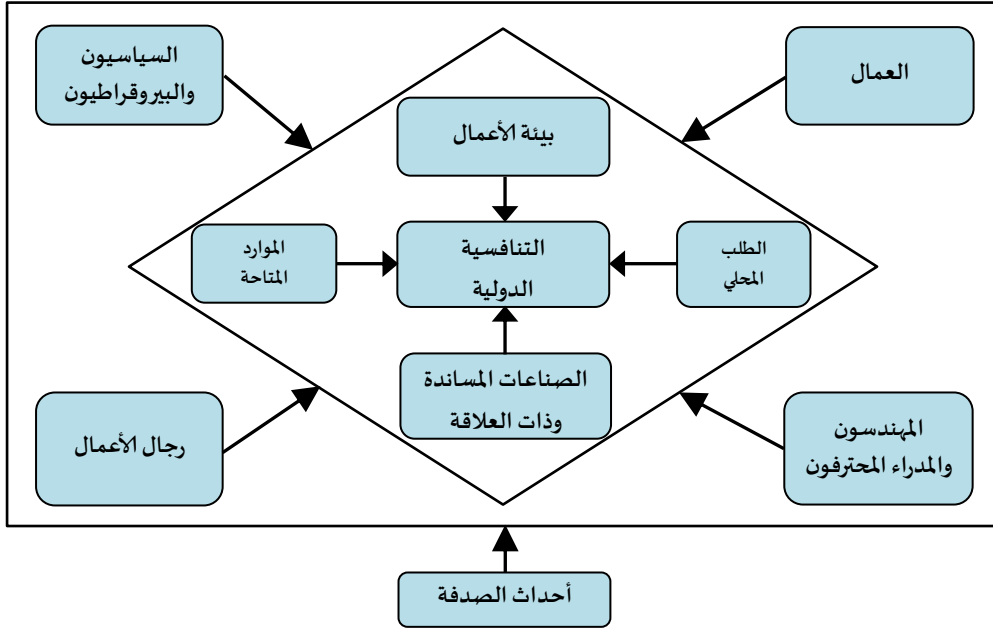 العمال
السياسيون
والبيروقراطيون
بيئة الأعمال
الطلب
المحلي
التنافسية
الدولية
الموارد
المتاحة
الصناعات المساندة
وذات العلاقة
المهندسون
والمدراء المحترفون
رجال الأعمال
أحداث الصدفة